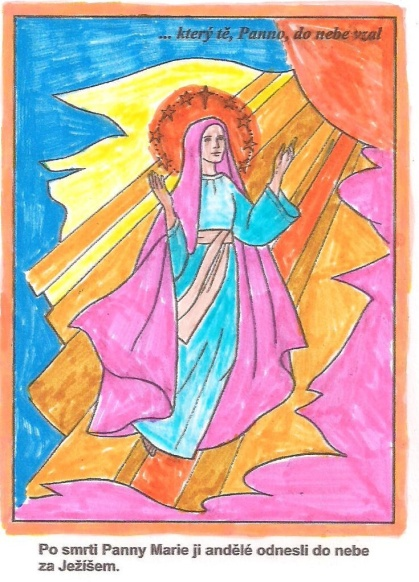 ... který tě, Panno, do nebe vzal
Po smrti Panny Marie ji andělé odnesli do nebe
za Ježíšem.